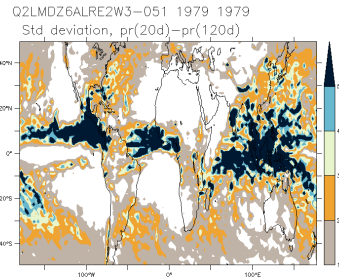 Q2LMDZ6ALRE2W3-051 1979 1979
Std deviation, pr(20d)-pr(120d)
40°N
20°N
0°
20°S
40°S
100°W
0°
100°E
5
4
3
2
1